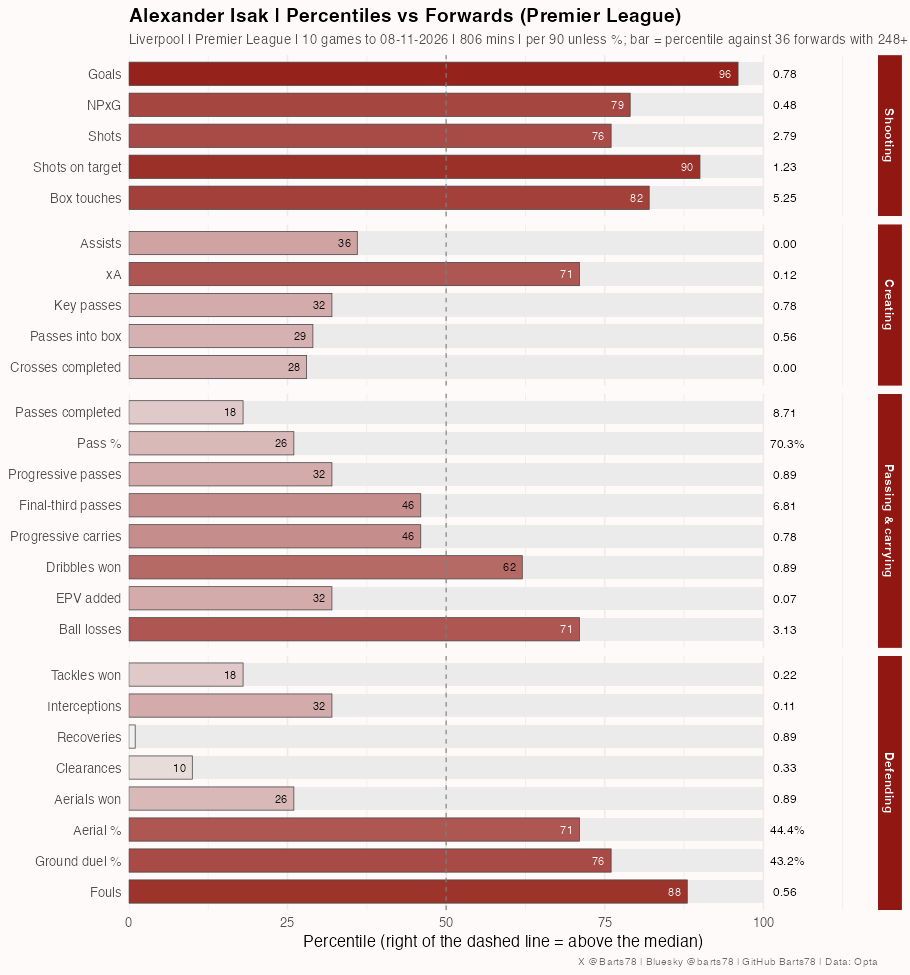 Alexander Isak | Percentiles vs Forwards (Premier League)
Liverpool | Premier League | 10 games to 08-11-2026 | 806 mins | per 90 unless %; bar = percentile against 36 forwards with 248+
Shooting
Goals 96 0.78
NPxG 79 0.48
Shots 76 2.79
Shots on target 90 1.23
Box touches 82 5.25
Creating
Assists 36 0.00
xA 71 0.12
Key passes 32 0.78
Passes into box 29 0.56
Crosses completed 28 0.00
Passing & carrying
Passes completed 18 8.71
Pass % 26 70.3%
Progressive passes 32 0.89
Final-third passes 46 6.81
Progressive carries 46 0.78
Dribbles won 62 0.89
EPV added 32 0.07
Ball losses 71 3.13
Defending
Tackles won 18 0.22
Interceptions 32 0.11
Recoveries 0.89
Clearances 10 0.33
Aerials won 26 0.89
Aerial % 71 44.4%
Ground duel % 76 43.2%
Fouls 88 0.56
0 25 50 75 100
Percentile (right of the dashed line = above the median)
X @Barts78 | Bluesky @barts78 | GitHub Barts78 | Data: Opta